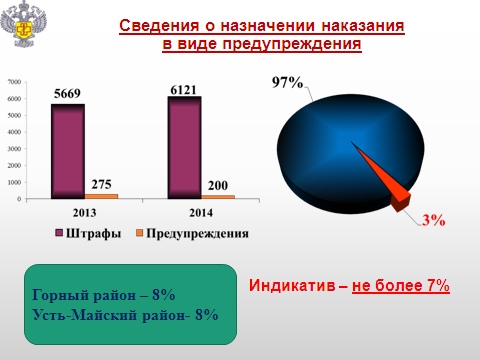 Сведения о назначении наказания
в виде предупреждения
7000
6000
5000
4000
3000
2000
1000
0
5669
275
6121
200
2013
2014
Штрафы
Предупреждения
97%
3%
Горный район – 8%
Усть-Майский район- 8%
Индикатив – не более 7%